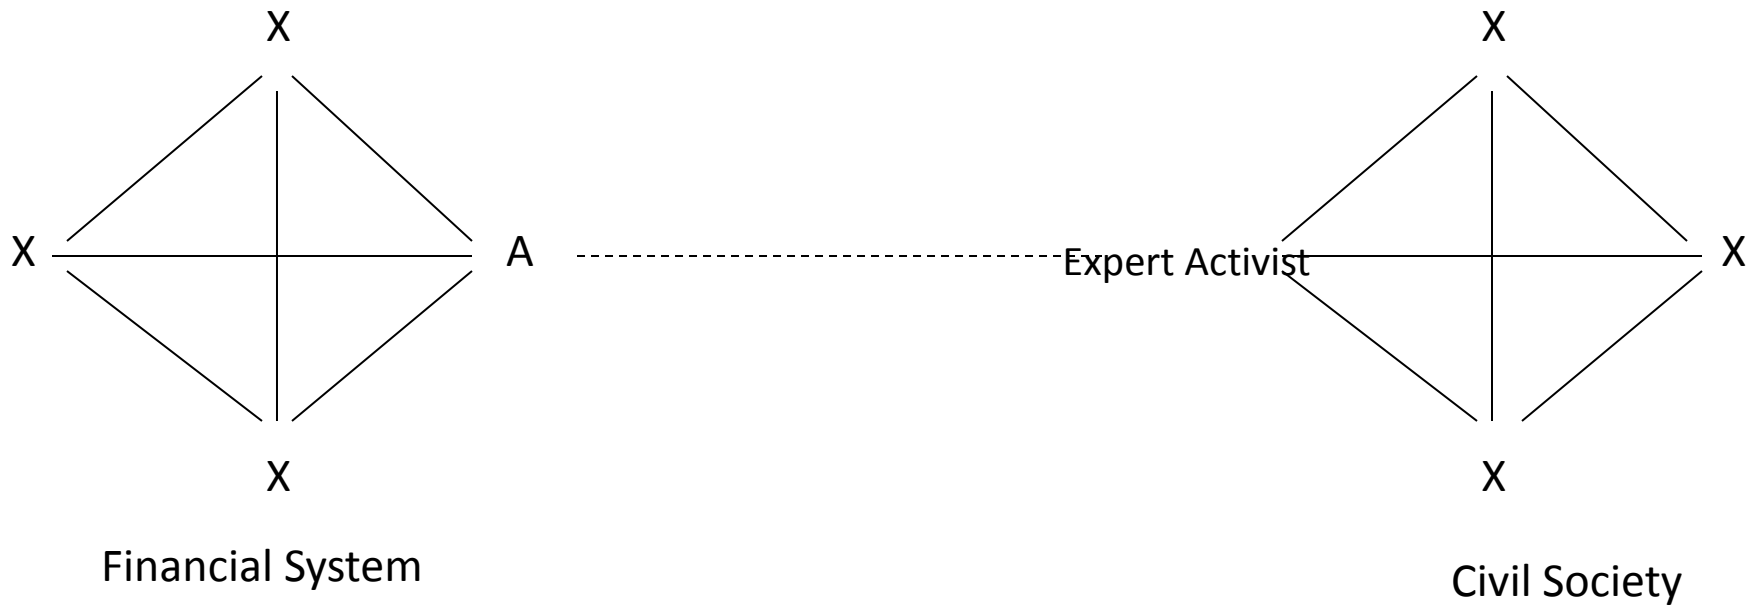 X
X
X
A
Expert Activist
X
X
X
X
Financial System
Civil Society